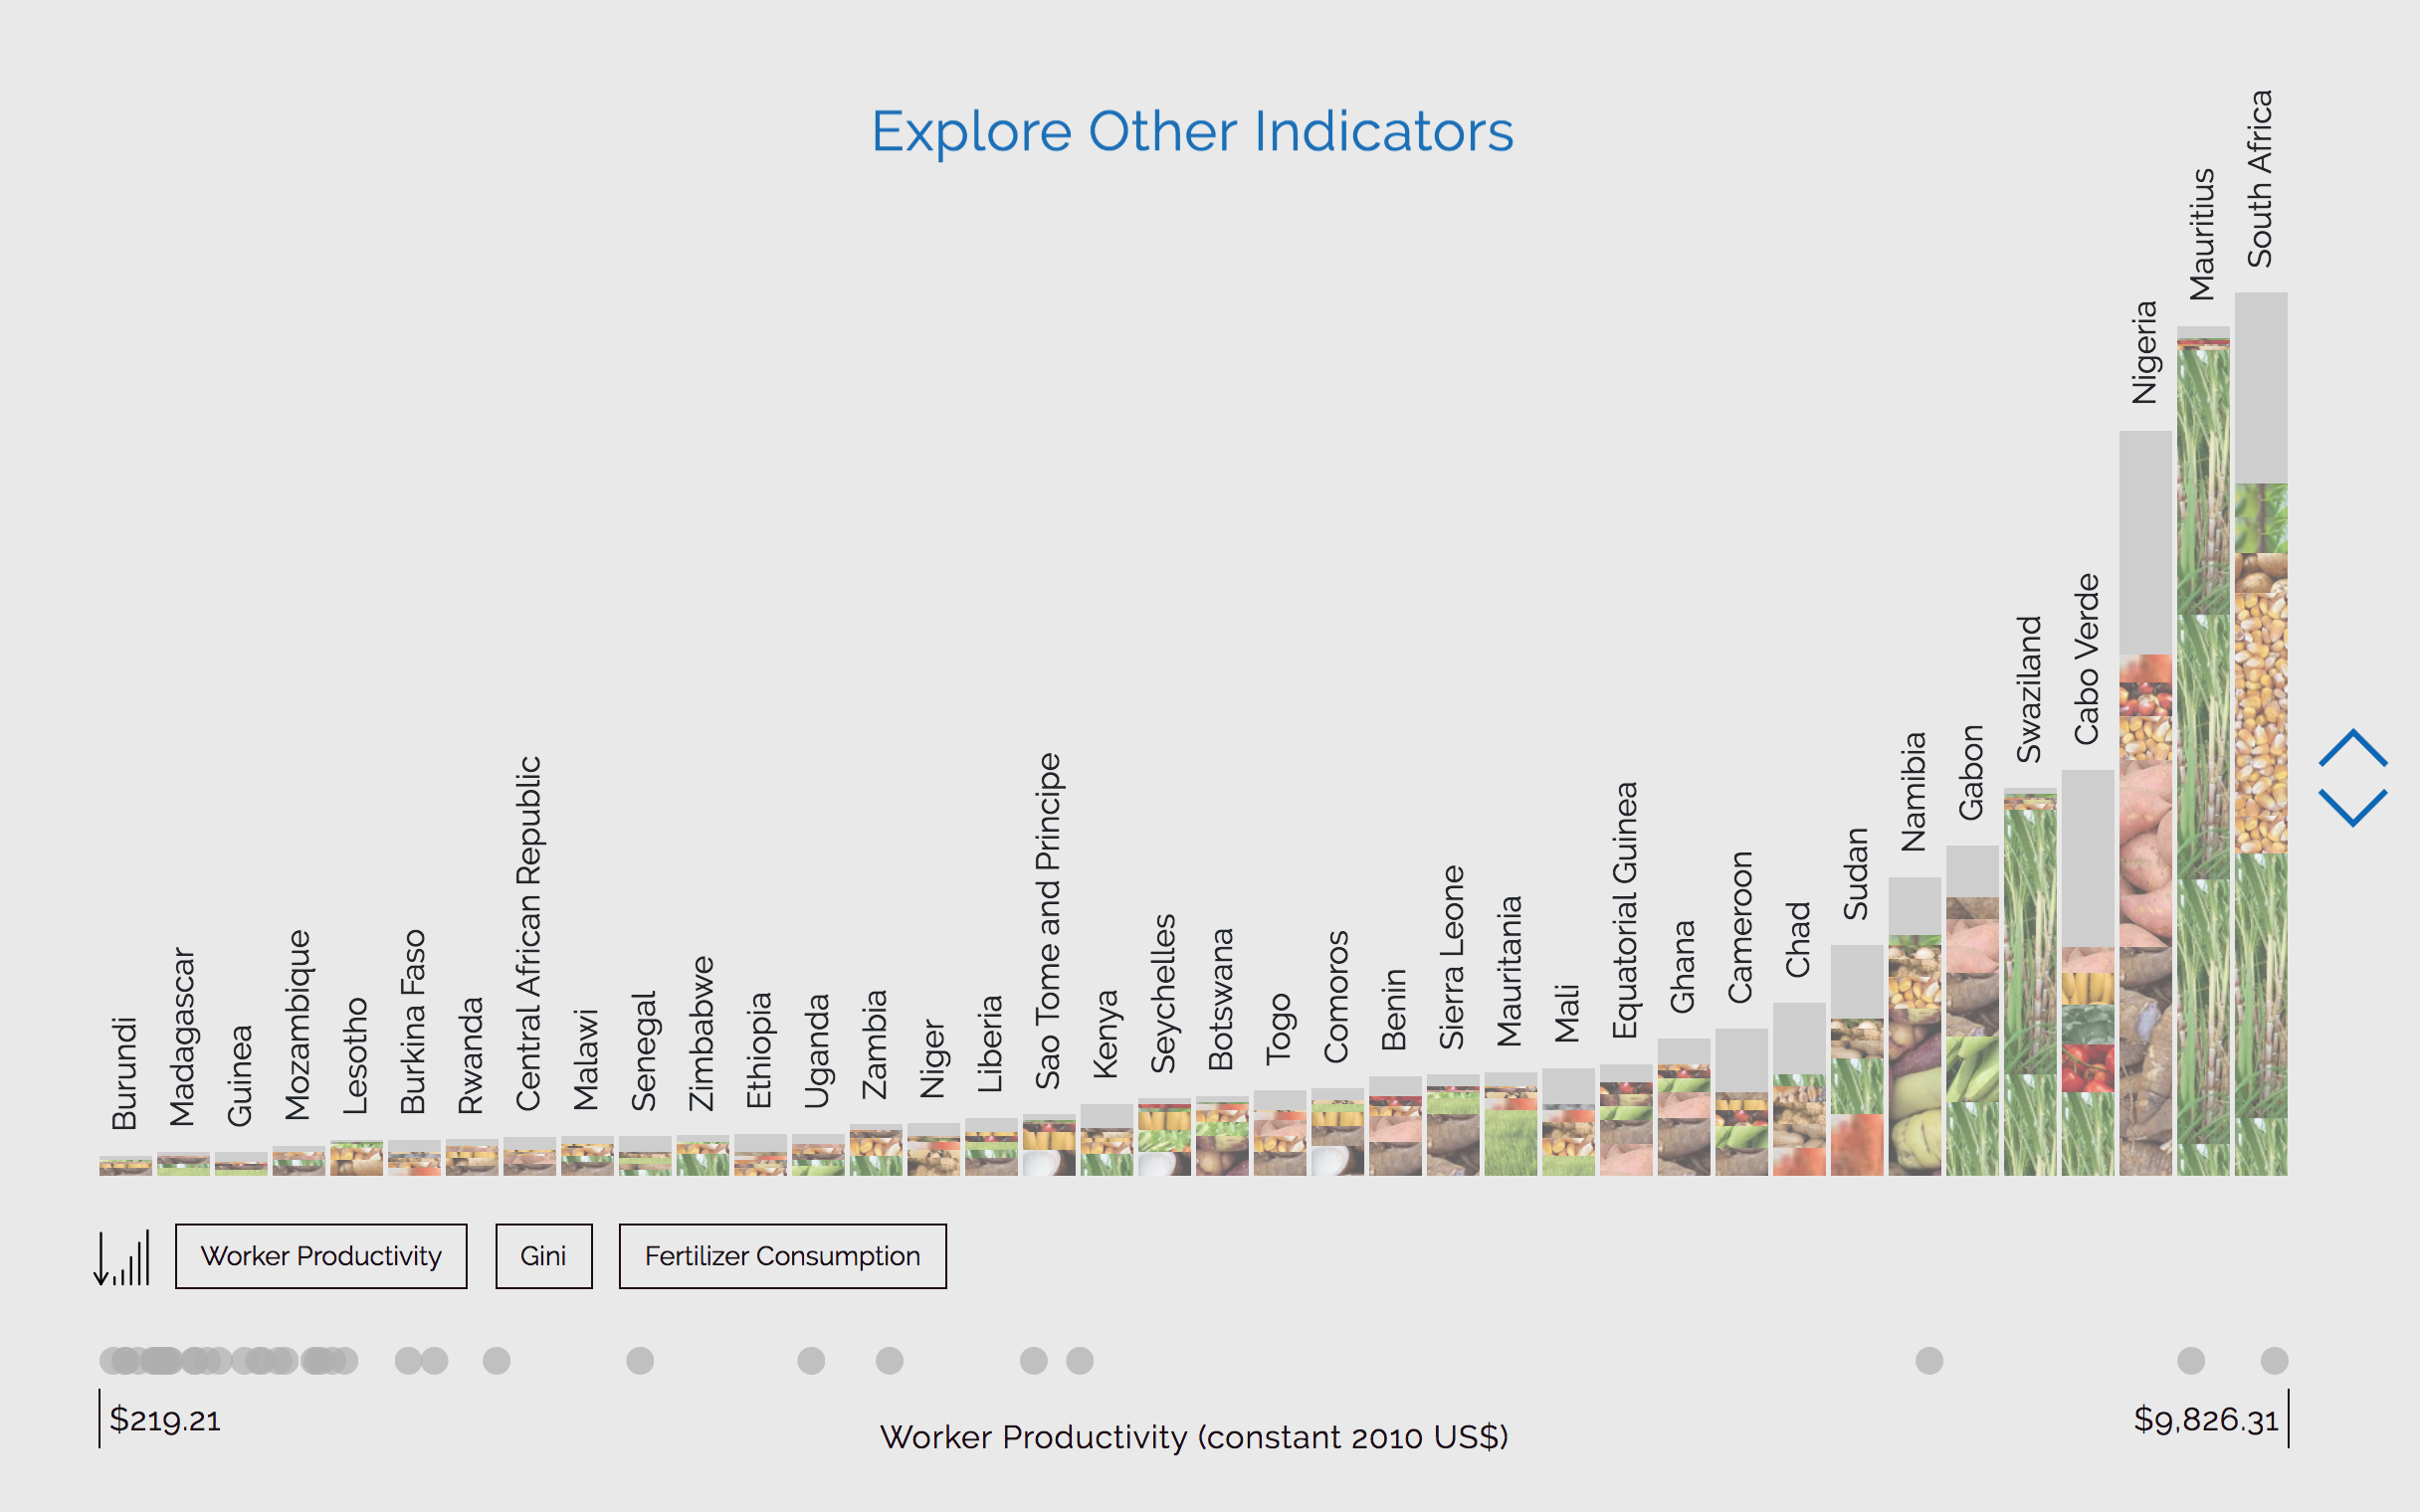 Explore Other Indicators
Burundi
Madagascar
Guinea
Mozambique
Lesotho
Burkina Faso
Rwanda
Central African Republic
Malawi
Senegal
Zimbabwe
Ethiopia
Uganda
Zambia
Niger
Liberia
Sao Tome and Principe
Kenya
Seychelles
Botswana
Togo
Comoros
Benin
Sierra Leone
Mauritania
Mali
Equatorial Guinea
Ghana
Cameroon
Chad
Sudan
Namibia
Gabon
Swaziland
Cabo Verde
Nigeria
Mauritius
South Africa
Worker Productivity
Gini
Fertilizer Consumption
$219.21
$9,826.31
Worker Productivity (constant 2010 US$)